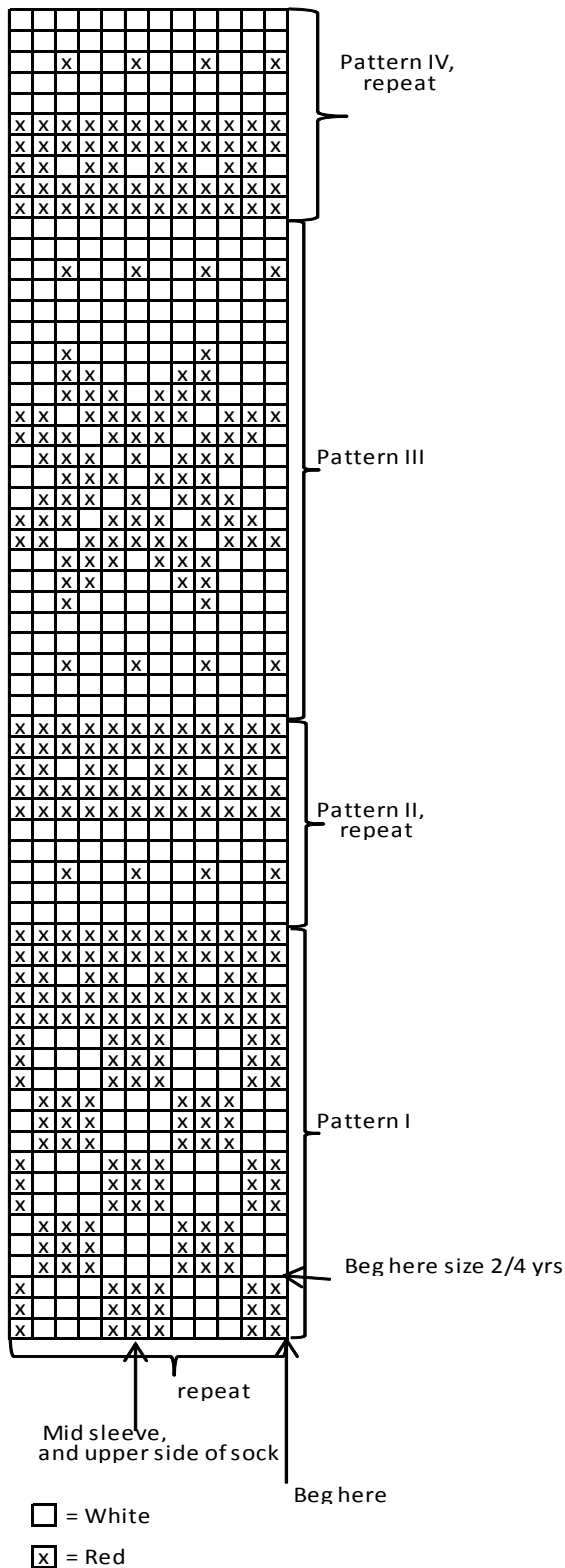 Pattern IV,
repeat
Pattern III
Pattern II,
repeat
Pattern I
Beg here size 2/4 yrs
repeat
Mid sleeve,
and upper side of sock
Beg here
= White
x = Red